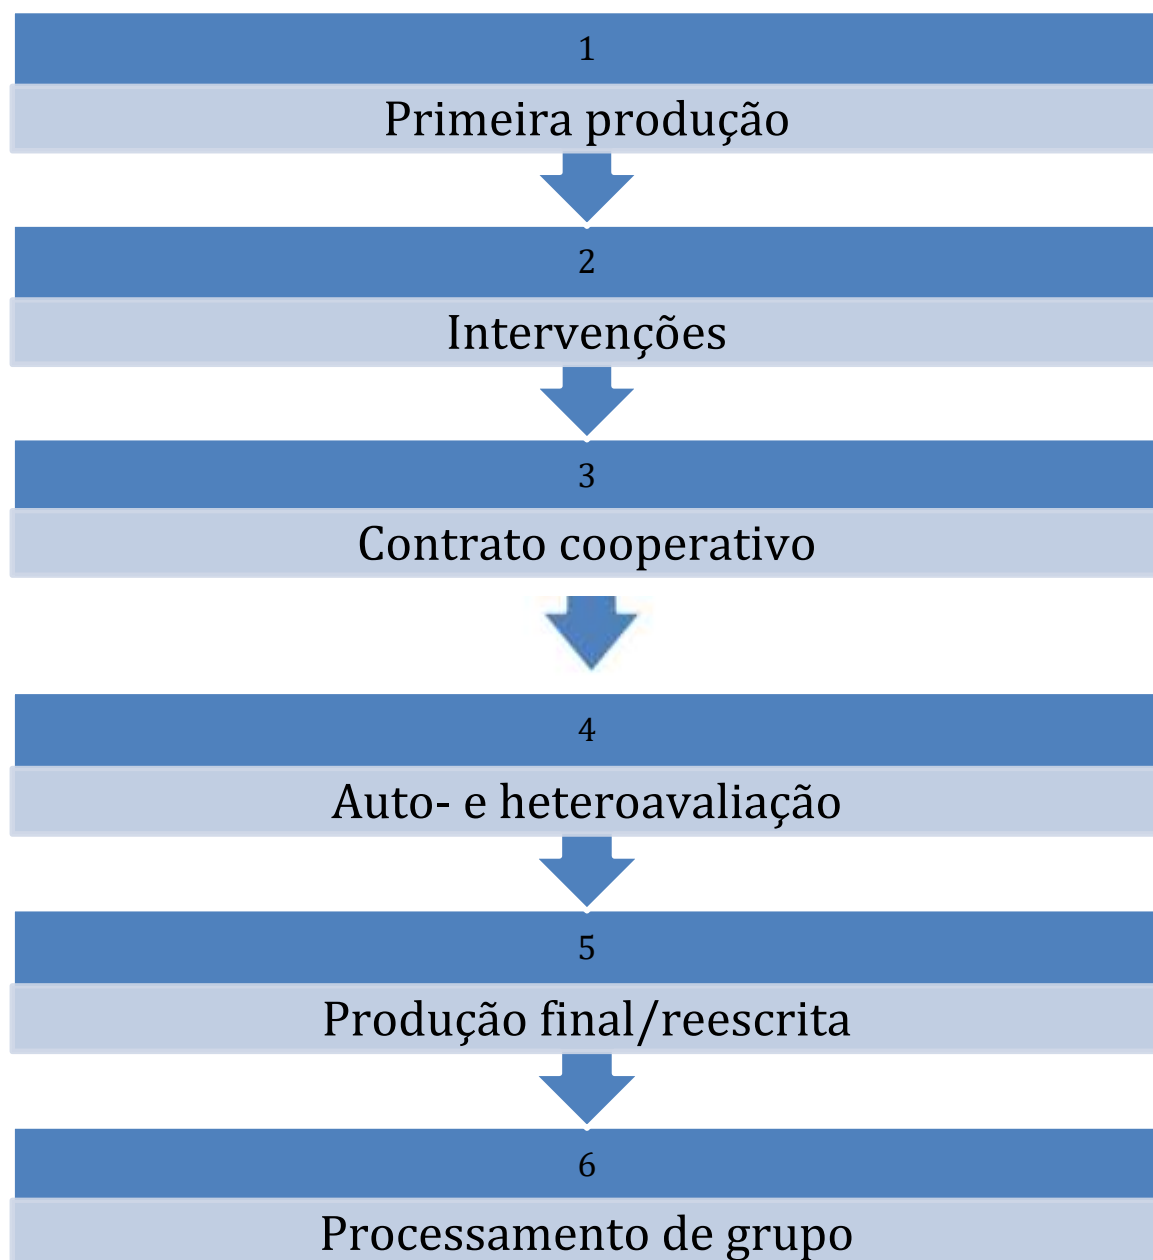 1
Primeira produção
2
Intervenções
3
Contrato cooperativo
4
Auto- e heteroavaliação
5
Produção final/reescrita
6
Processamento de grupo